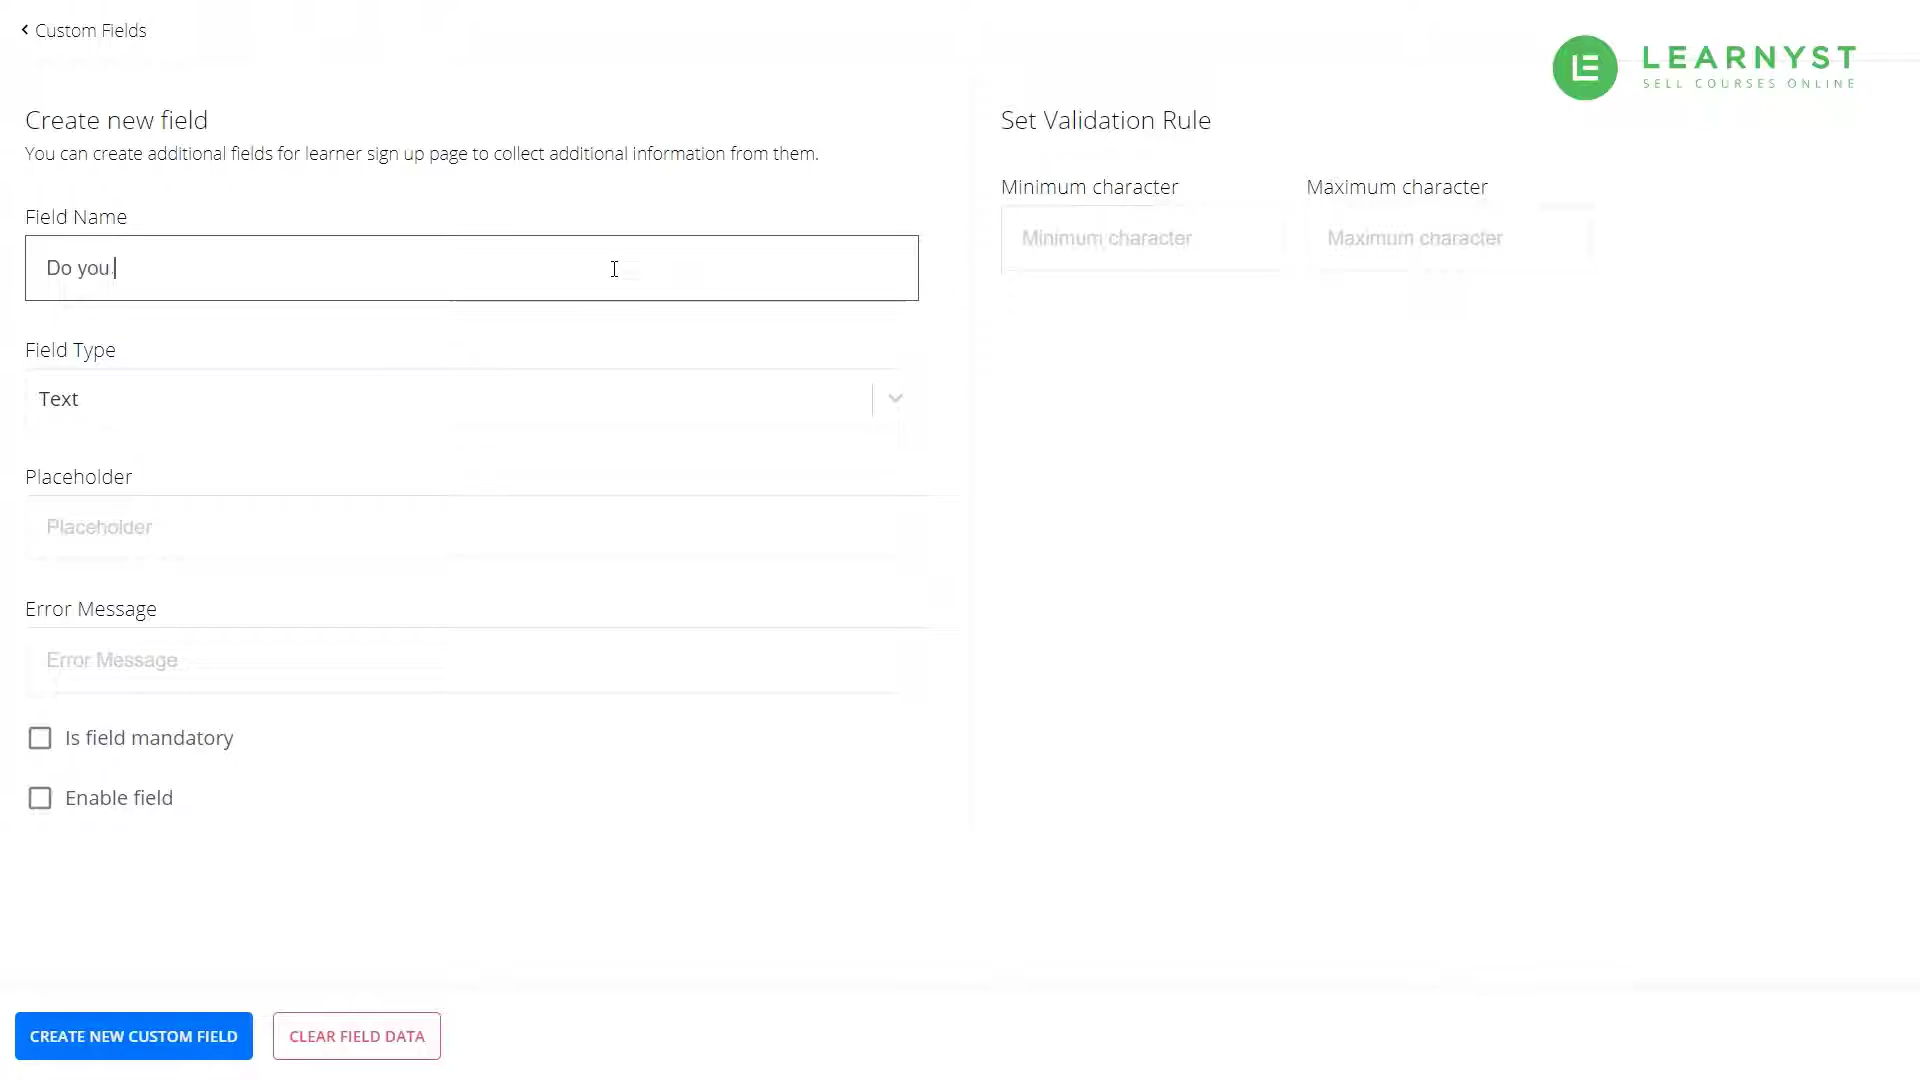 Custom Fields
LEARNYST
SELL COURSES ONLINE
Create new field
You can create additional fields for learner sign up page to collect additional information from them.
Field Name
Do you
Field Type
Text
Placeholder
Placeholder
Error Message
Error Message
Is field mandatory
Enable field
Set Validation Rule
Minimum character
Maximum character
Minimum character
Maximum character
CREATE NEW CUSTOM FIELD
CLEAR FIELD DATA